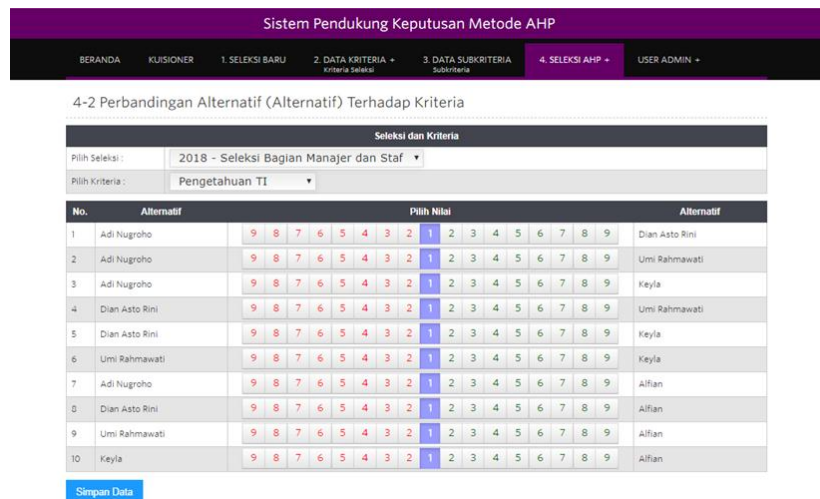 Sistem Pendukung Keputusan Metode AHP
BERANDA KUISIONER 1. SELEKSI BARU 2. DATA KRITERIA + 3. DATA SUBKRITERIA 4. SELEKSI AHP + USER ADMIN +
Kriteria Seleksi Subkriteria
4-2 Perbandingan Alternatif (Alternatif) Terhadap Kriteria
Seleksi dan Kriteria
Pilih Seleksi : 2018 - Seleksi Bagian Manajer dan Staf
Pilih Kriteria : Pengetahuan TI
No. Alternatif Pilih Nilai Alternatif
1 Adi Nugroho 9 8 7 6 5 4 3 2 1 2 3 4 5 6 7 8 9 Dian Asto Rini
2 Adi Nugroho 9 8 7 6 5 4 3 2 1 2 3 4 5 6 7 8 9 Umi Rahmawati
3 Adi Nugroho 9 8 7 6 5 4 3 2 1 2 3 4 5 6 7 8 9 Keyla
4 Dian Asto Rini 9 8 7 6 5 4 3 2 1 2 3 4 5 6 7 8 9 Umi Rahmawati
5 Dian Asto Rini 9 8 7 6 5 4 3 2 1 2 3 4 5 6 7 8 9 Keyla
6 Umi Rahmawati 9 8 7 6 5 4 3 2 1 2 3 4 5 6 7 8 9 Keyla
7 Adi Nugroho 9 8 7 6 5 4 3 2 1 2 3 4 5 6 7 8 9 Alfian
8 Dian Asto Rini 9 8 7 6 5 4 3 2 1 2 3 4 5 6 7 8 9 Alfian
9 Umi Rahmawati 9 8 7 6 5 4 3 2 1 2 3 4 5 6 7 8 9 Alfian
10 Keyla 9 8 7 6 5 4 3 2 1 2 3 4 5 6 7 8 9 Alfian
Simpan Data